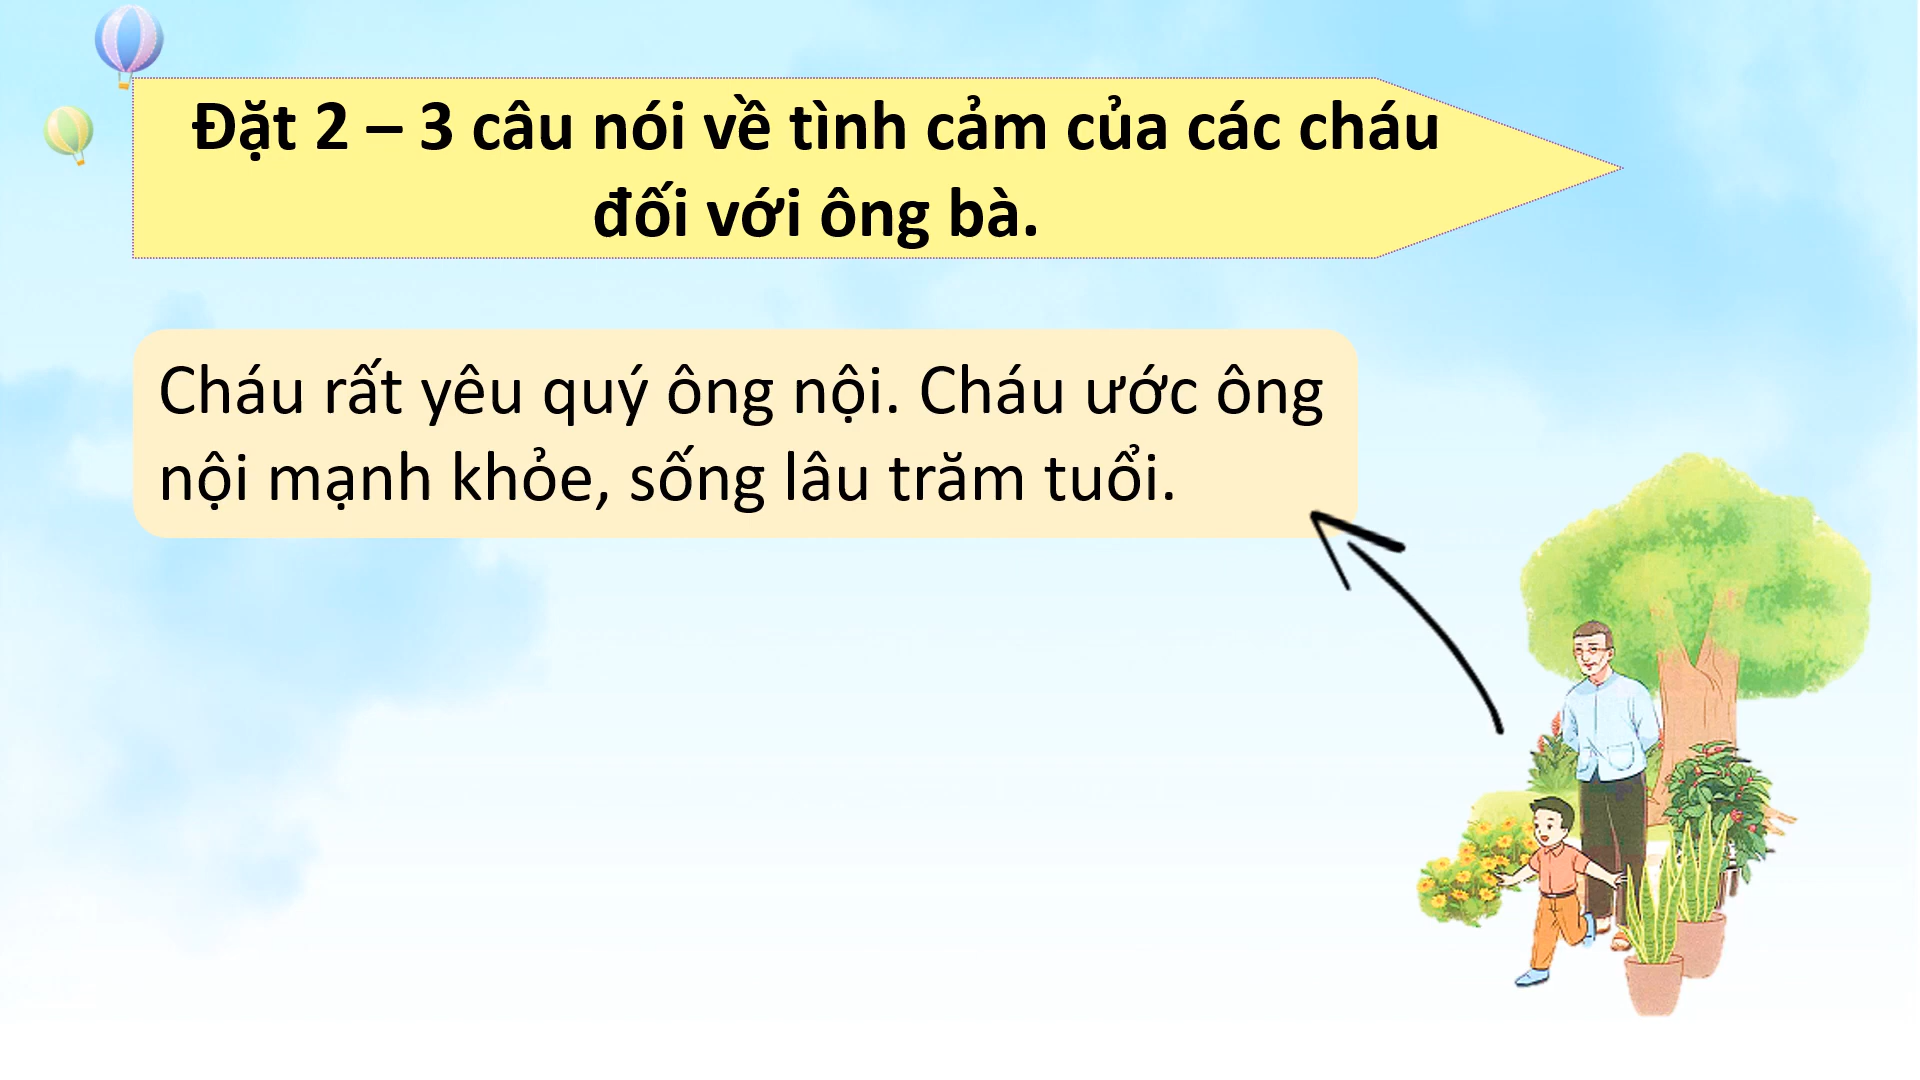 Đặt 2 – 3 câu nói về tình cảm của các cháu
đối với ông bà.
Cháu rất yêu quý ông nội. Cháu ước ông
nội mạnh khỏe, sống lâu trăm tuổi.